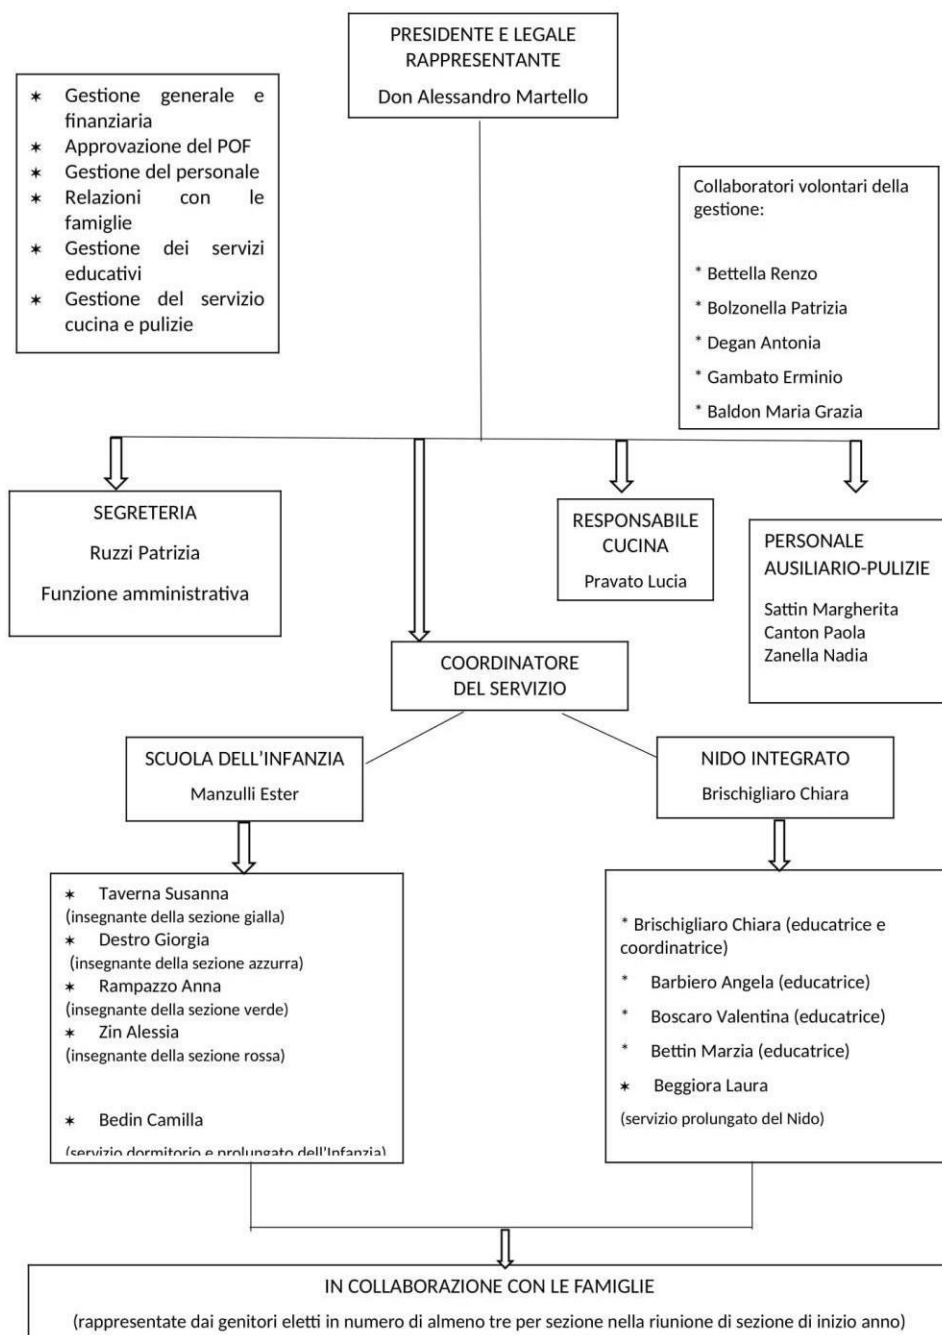 PRESIDENTE E LEGALE
RAPPRESENTANTE
Don Alessandro Martello
✶ Gestione generale e
finanziaria
✶ Approvazione del POF
✶ Gestione del personale
✶ Relazioni con le
famiglie
✶ Gestione dei servizi
educativi
✶ Gestione del servizio
cucina e pulizie
Collaboratori volontari della
gestione:
* Bettella Renzo
* Bolzonella Patrizia
* Degan Antonia
* Gambato Erminio
* Baldon Maria Grazia
SEGRETERIA
Ruzzi Patrizia
Funzione amministrativa
RESPONSABILE
CUCINA
Pravato Lucia
PERSONALE
AUSILIARIO-PULIZIE
Sattin Margherita
Canton Paola
Zanella Nadia
COORDINATORE
DEL SERVIZIO
SCUOLA DELL’INFANZIA
Manzulli Ester
NIDO INTEGRATO
Brischigliaro Chiara
✶ Taverna Susanna
(insegnante della sezione gialla)
✶ Destro Giorgia
(insegnante della sezione azzurra)
✶ Rampazzo Anna
(insegnante della sezione verde)
✶ Zin Alessia
(insegnante della sezione rossa)
✶ Bedin Camilla
(servizio dormitorio e prolungato dell’Infanzia)
* Brischigliaro Chiara (educatrice e
coordinatrice)
* Barbiero Angela (educatrice)
* Boscaro Valentina (educatrice)
* Bettin Marzia (educatrice)
✶ Beggiora Laura
(servizio prolungato del Nido)
IN COLLABORAZIONE CON LE FAMIGLIE
(rappresentate dai genitori eletti in numero di almeno tre per sezione nella riunione di sezione di inizio anno)